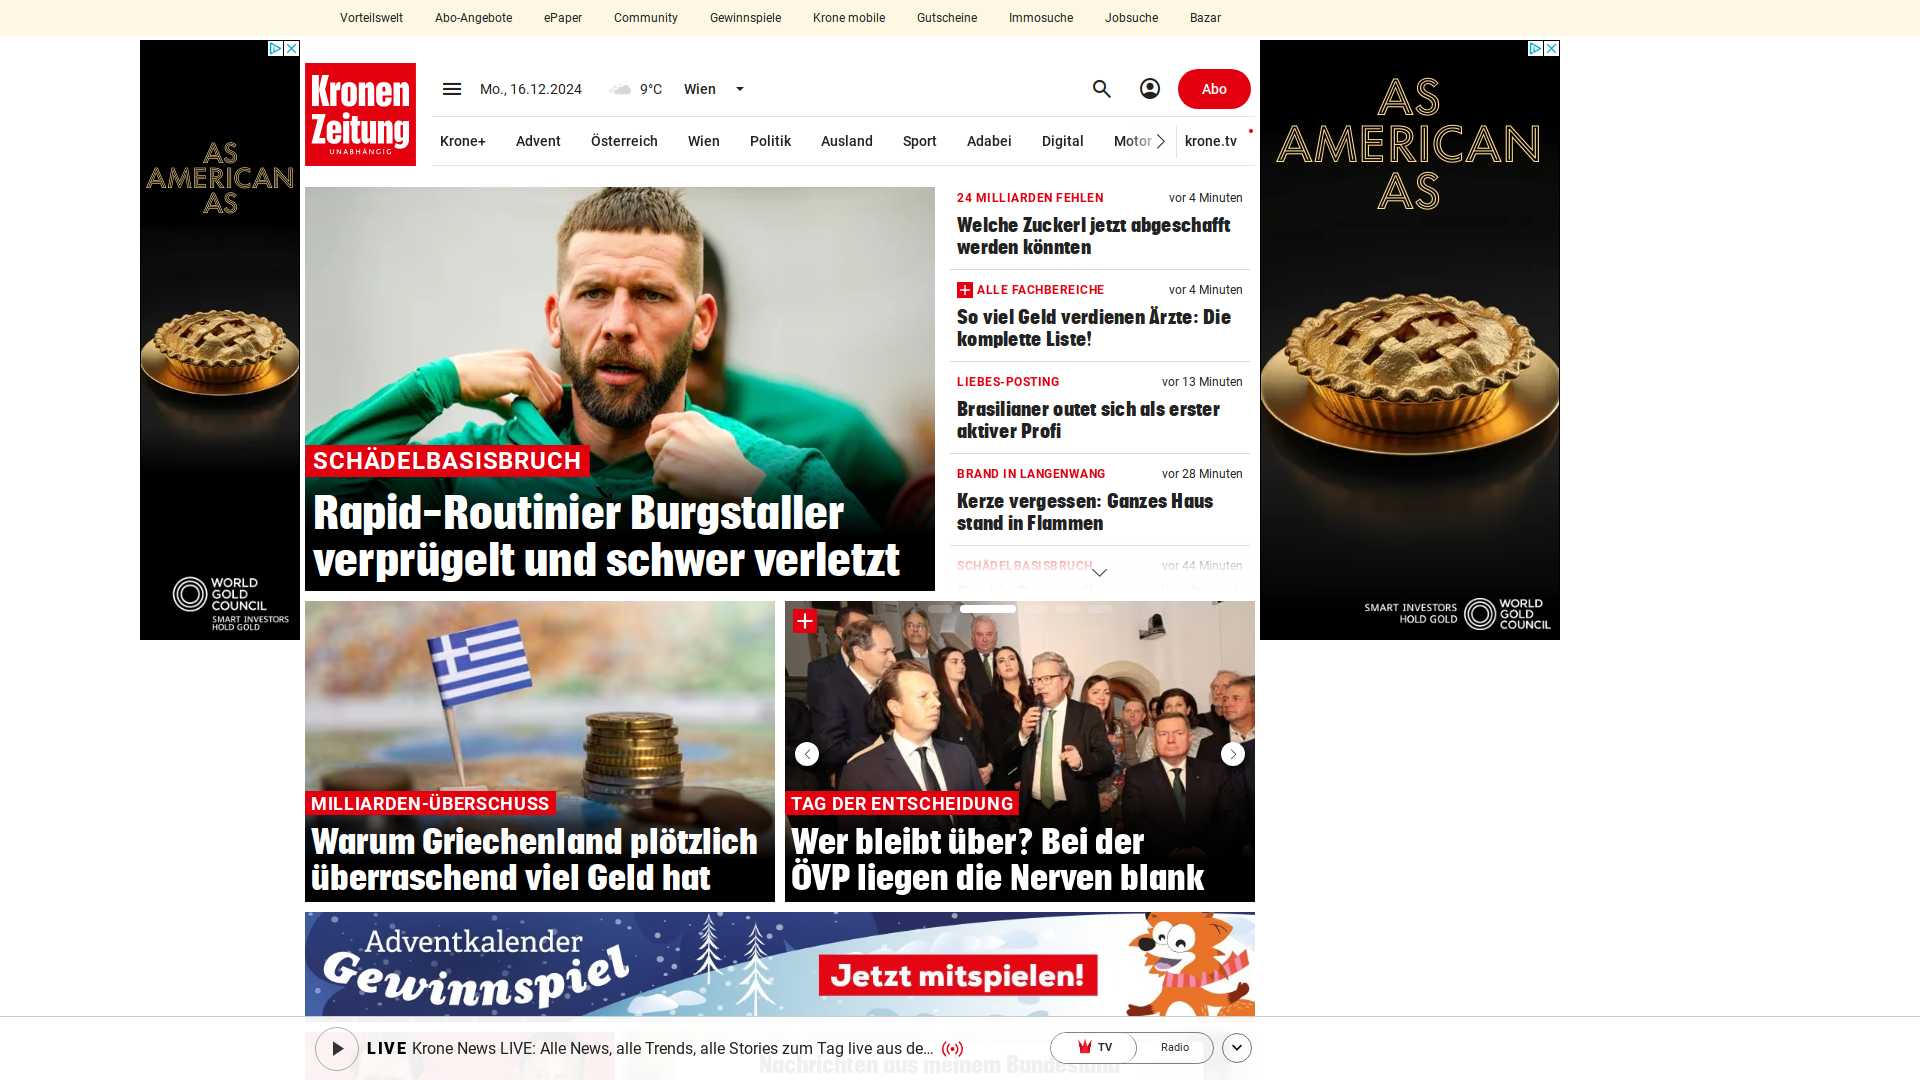 Vorteilswelt Abo-Angebote ePaper Community Gewinnspiele Krone mobile Gutscheine Immosuche Jobsuche Bazar
Kronen
Zeitung
UNABHÄNGIG
Mo., 16.12.2024 9°C Wien
Abo
Krone+ Advent Österreich Wien Politik Ausland Sport Adabei Digital Motor krone.tv
AS
AMERICAN
AS
WORLD
GOLD
COUNCIL
SMART INVESTORS
HOLD GOLD
SCHÄDELBASISBRUCH
Rapid-Routinier Burgstaller
verprügelt und schwer verletzt
24 MILLIARDEN FEHLEN vor 4 Minuten
Welche Zuckerl jetzt abgeschafft
werden könnten
ALLE FACHBEREICHE vor 4 Minuten
So viel Geld verdienen Ärzte: Die
komplette Liste!
LIEBES-POSTING vor 13 Minuten
Brasilianer outet sich als erster
aktiver Profi
BRAND IN LANGENWANG vor 28 Minuten
Kerze vergessen: Ganzes Haus
stand in Flammen
SCHÄDELBASISBRUCH vor 44 Minuten
AS
AMERICAN
AS
SMART INVESTORS
HOLD GOLD
WORLD
GOLD
COUNCIL
MILLIARDEN-ÜBERSCHUSS
Warum Griechenland plötzlich
überraschend viel Geld hat
TAG DER ENTSCHEIDUNG
Wer bleibt über? Bei der
ÖVP liegen die Nerven blank
Adventkalender
Gewinnspiel
Jetzt mitspielen!
LIVE Krone News LIVE: Alle News, alle Trends, alle Stories zum Tag live aus de...
TV Radio
Nachrichten aus meinem Bundesland